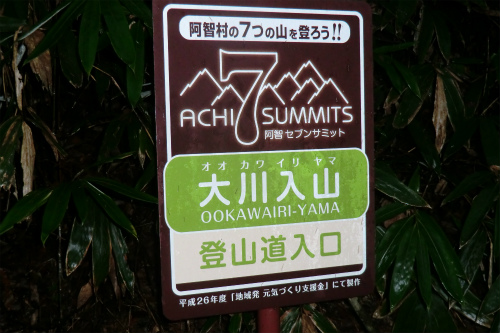 阿智村の7つの山を登ろう!!
ACHI 7 SUMMITS
阿智 セブンサミット
オオ カワ イリ ヤマ
大川入山
OOKAWAIRI-YAMA
登山道入口
平成26年度「地域発 元気づくり支援金」にて製作